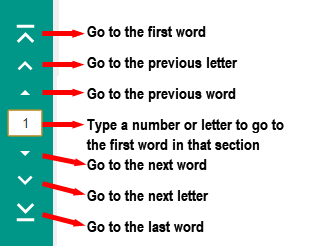 Go to the first word
Go to the previous letter
Go to the previous word
1
Type a number or letter to go to
the first word in that section
Go to the next word
Go to the next letter
Go to the last word